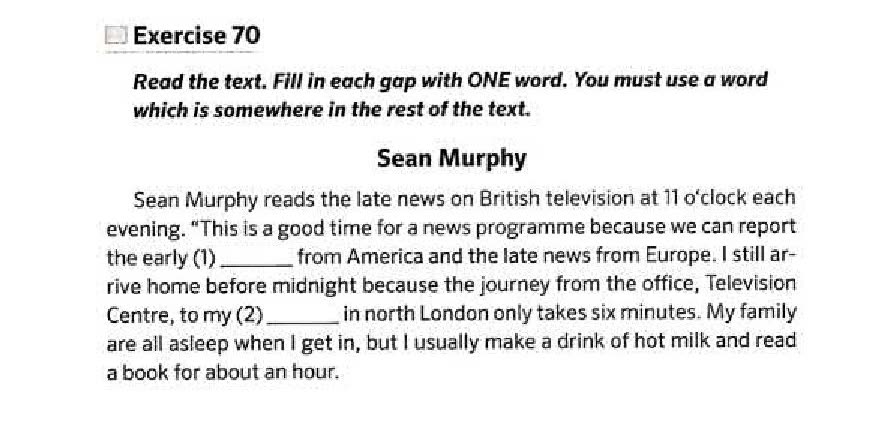 Exercise 70
Read the text. Fill in each gap with ONE word. You must use a word
which is somewhere in the rest of the text.
Sean Murphy
Sean Murphy reads the late news on British television at 11 o'clock each
evening. "This is a good time for a news programme because we can report
the early (1) ______ from America and the late news from Europe. I still ar-
rive home before midnight because the journey from the office, Television
Centre, to my (2) ______ in north London only takes six minutes. My family
are all asleep when I get in, but I usually make a drink of hot milk and read
a book for about an hour.